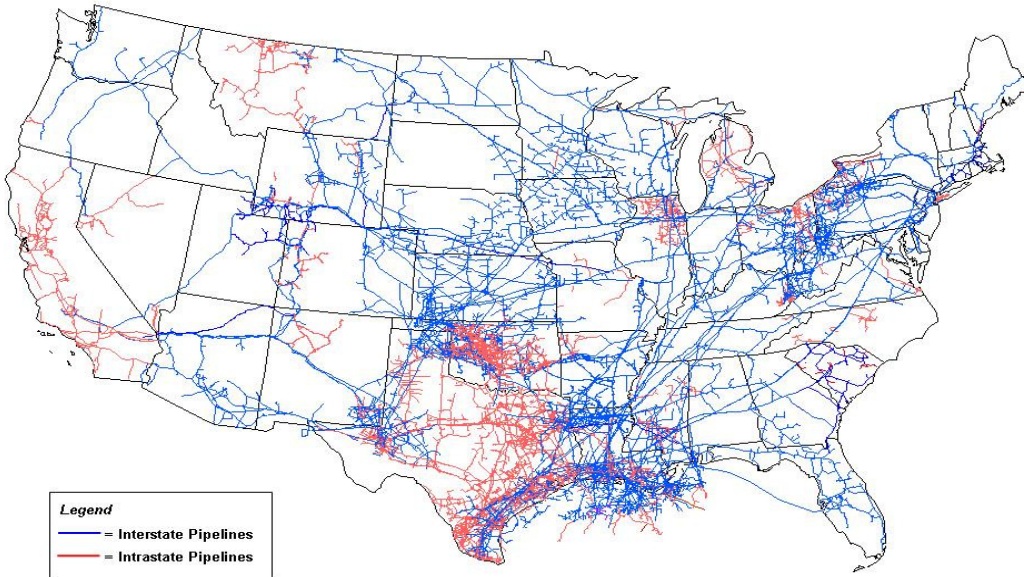 Legend
= Interstate Pipelines
= Intrastate Pipelines